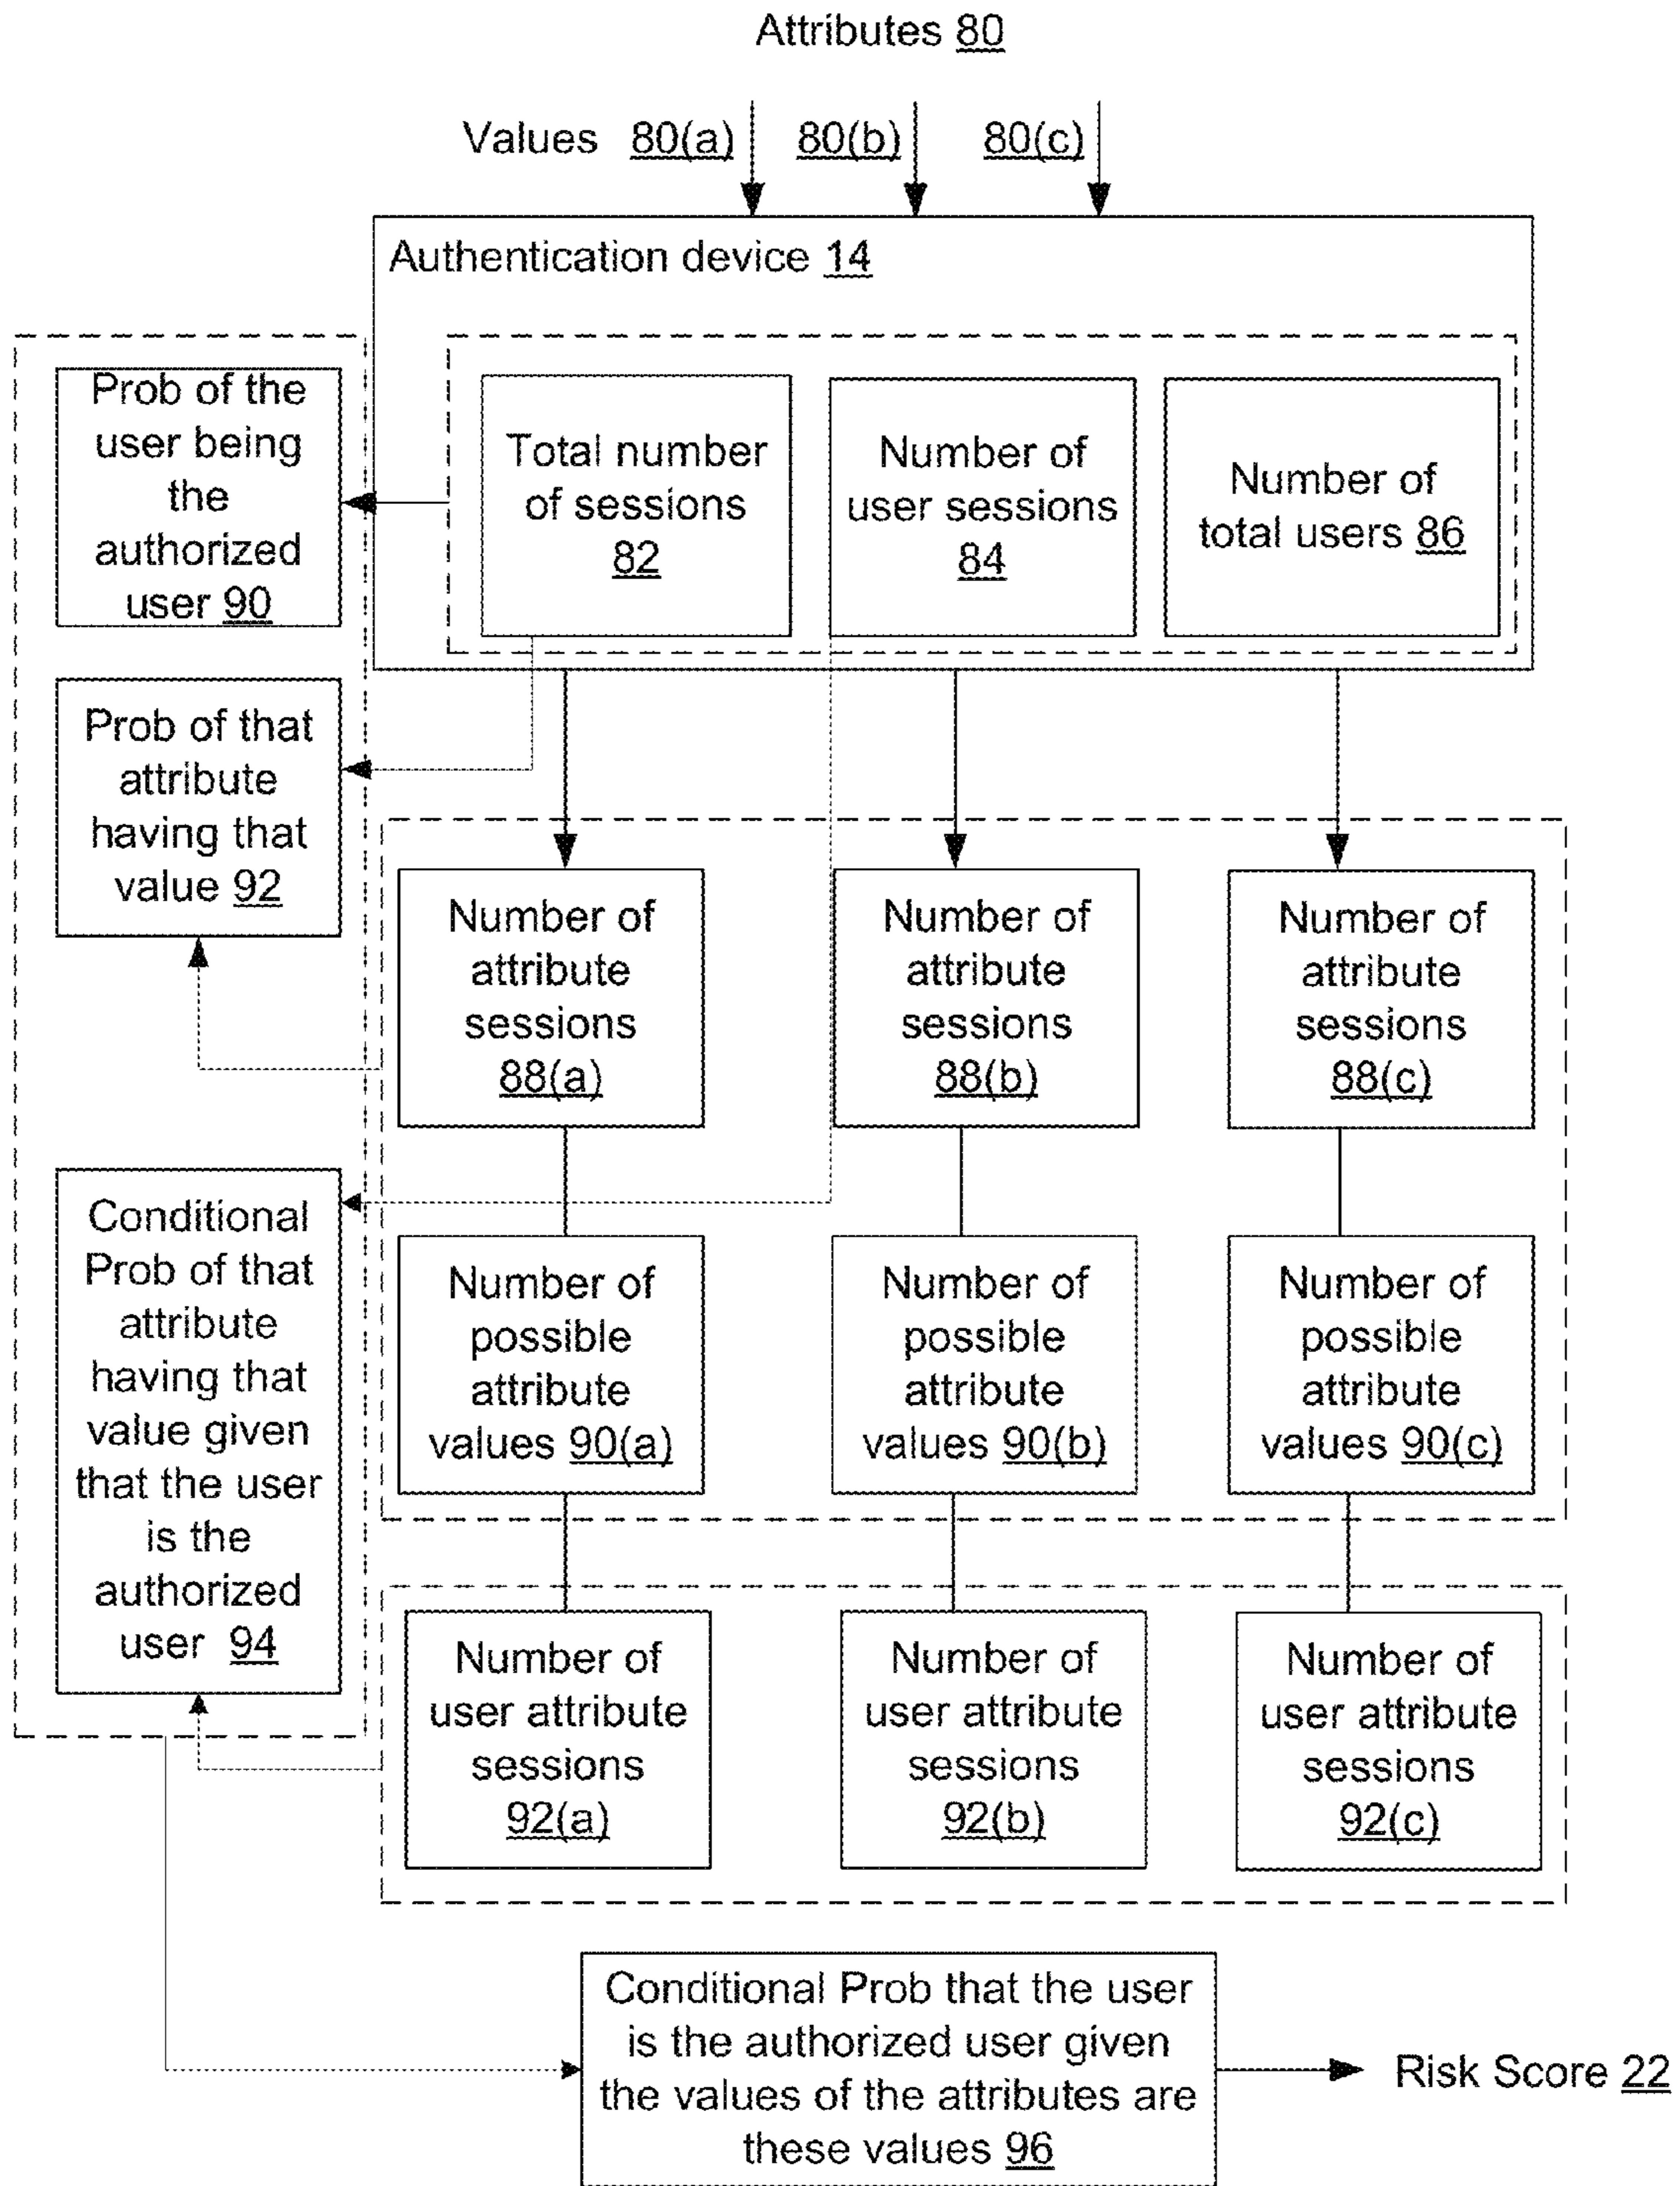 Attributes 80
Values 80(a) 80(b) 80(c)
Authentication device 14
Prob of the
user being
the
authorized
user 90
Total number
of sessions
82
Number of
user sessions
84
Number of
total users 86
Prob of that
attribute
having that
value 92
Number of
attribute
sessions
88(a)
Number of
attribute
sessions
88(b)
Number of
attribute
sessions
88(c)
Conditional
Prob of that
attribute
having that
value given
that the user
is the
authorized
user 94
Number of
possible
attribute
values 90(a)
Number of
possible
attribute
values 90(b)
Number of
possible
attribute
values 90(c)
Number of
user attribute
sessions
92(a)
Number of
user attribute
sessions
92(b)
Number of
user attribute
sessions
92(c)
Conditional Prob that the user
is the authorized user given
the values of the attributes are
these values 96
Risk Score 22